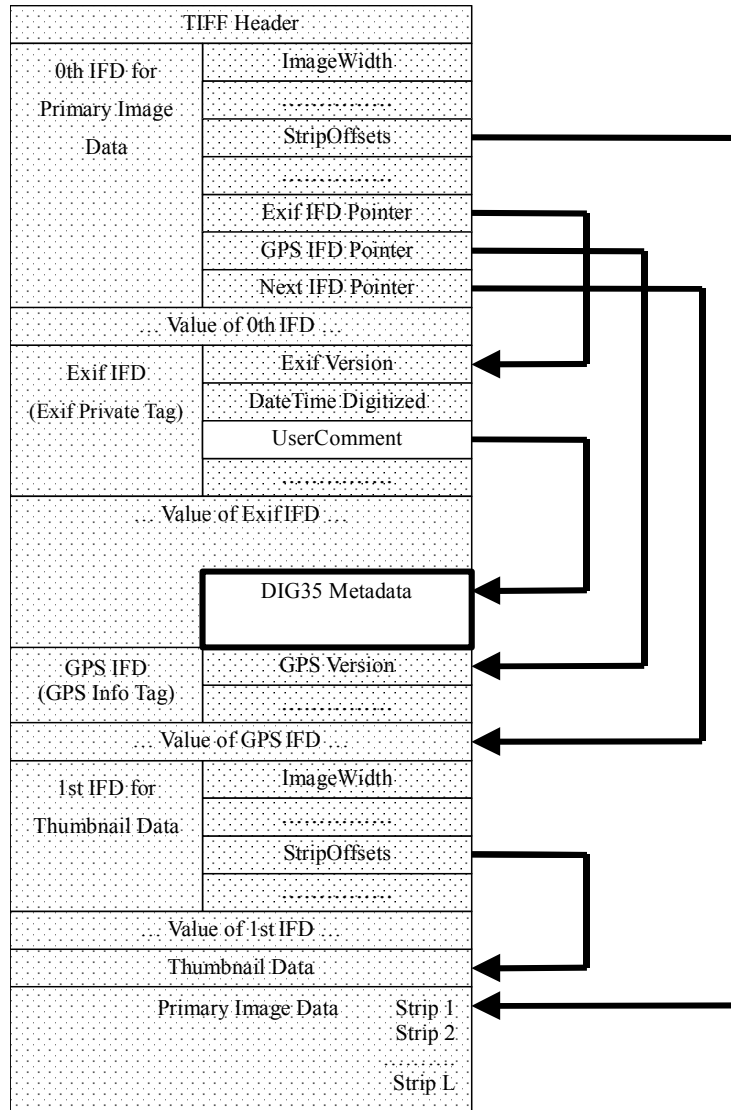 TIFF Header
0th IFD for
Primary Image
Data
ImageWidth
................
StripOffsets
................
Exif IFD Pointer
GPS IFD Pointer
Next IFD Pointer
… Value of 0th IFD …
Exif IFD
(Exif Private Tag)
Exif Version
DateTime Digitized
UserComment
................
… Value of Exif IFD …
DIG35 Metadata
GPS IFD
(GPS Info Tag)
GPS Version
................
… Value of GPS IFD …
1st IFD for
Thumbnail Data
ImageWidth
................
StripOffsets
................
… Value of 1st IFD …
Thumbnail Data
Primary Image Data Strip 1
Strip 2
..........
Strip L